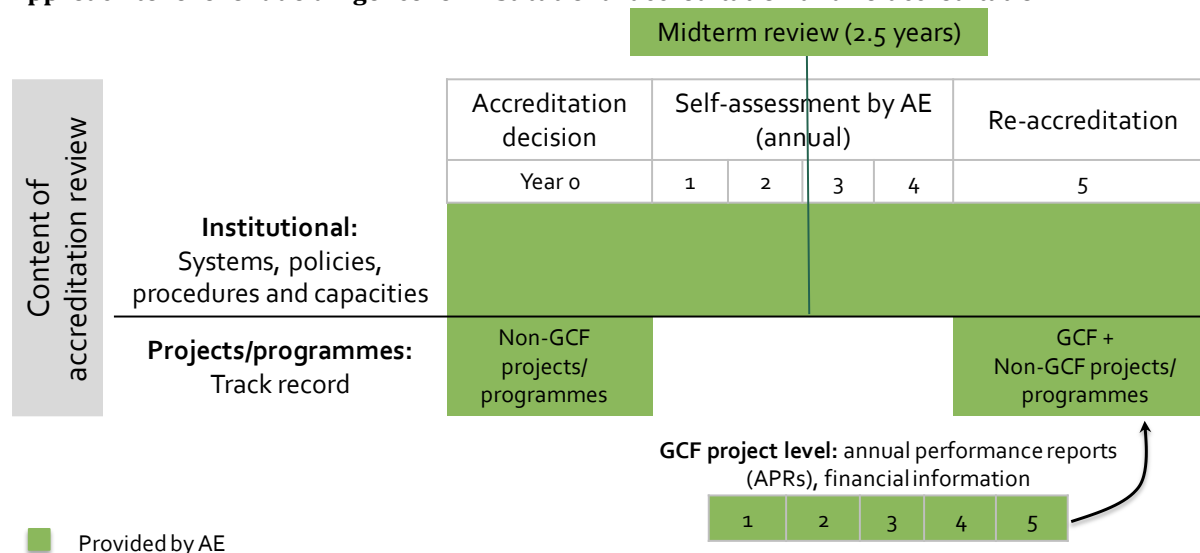 Midterm review (2.5 years)
Content of
accreditation review
Accreditation
decision
Self-assessment by AE
(annual)
Re-accreditation
Year 0
1
2
3
4
5
Institutional:
Systems, policies,
procedures and capacities
Projects/programmes:
Track record
Non-GCF
projects/
programmes
GCF +
Non-GCF projects/
programmes
GCF project level: annual performance reports
(APRs), financial information
1
2
3
4
5
Provided by AE